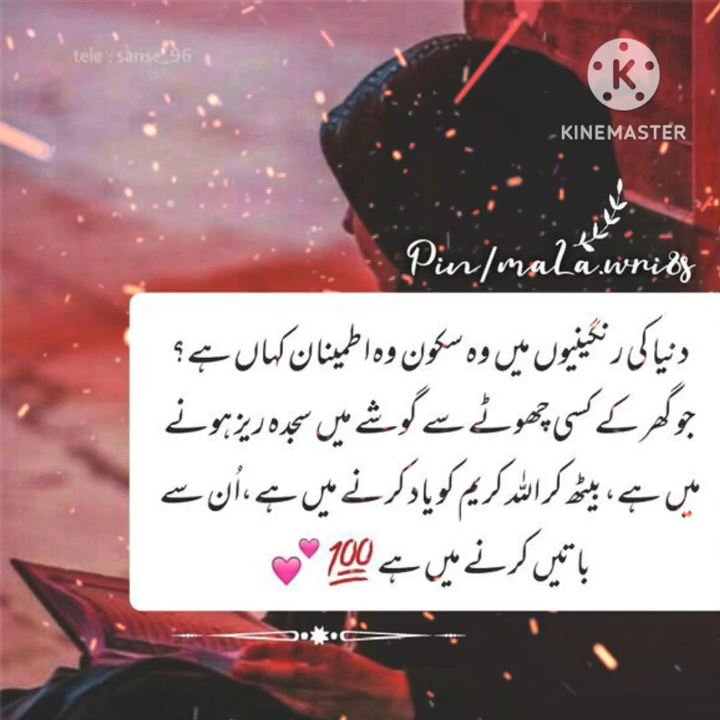 tele : sanse_96
KINEMASTER
Pin/maLa.wri8s
دنیا کی رنگینیوں میں وہ سکون وہ اطمینان کہاں ہے ؟
جو گھر کے کسی چھوٹے سے گوشے میں سجدہ ریز ہونے
میں ہے ، بیٹھ کر اللہ کریم کو یاد کرنے میں ہے ،اُن سے
باتیں کرنے میں ہے 💯 💕